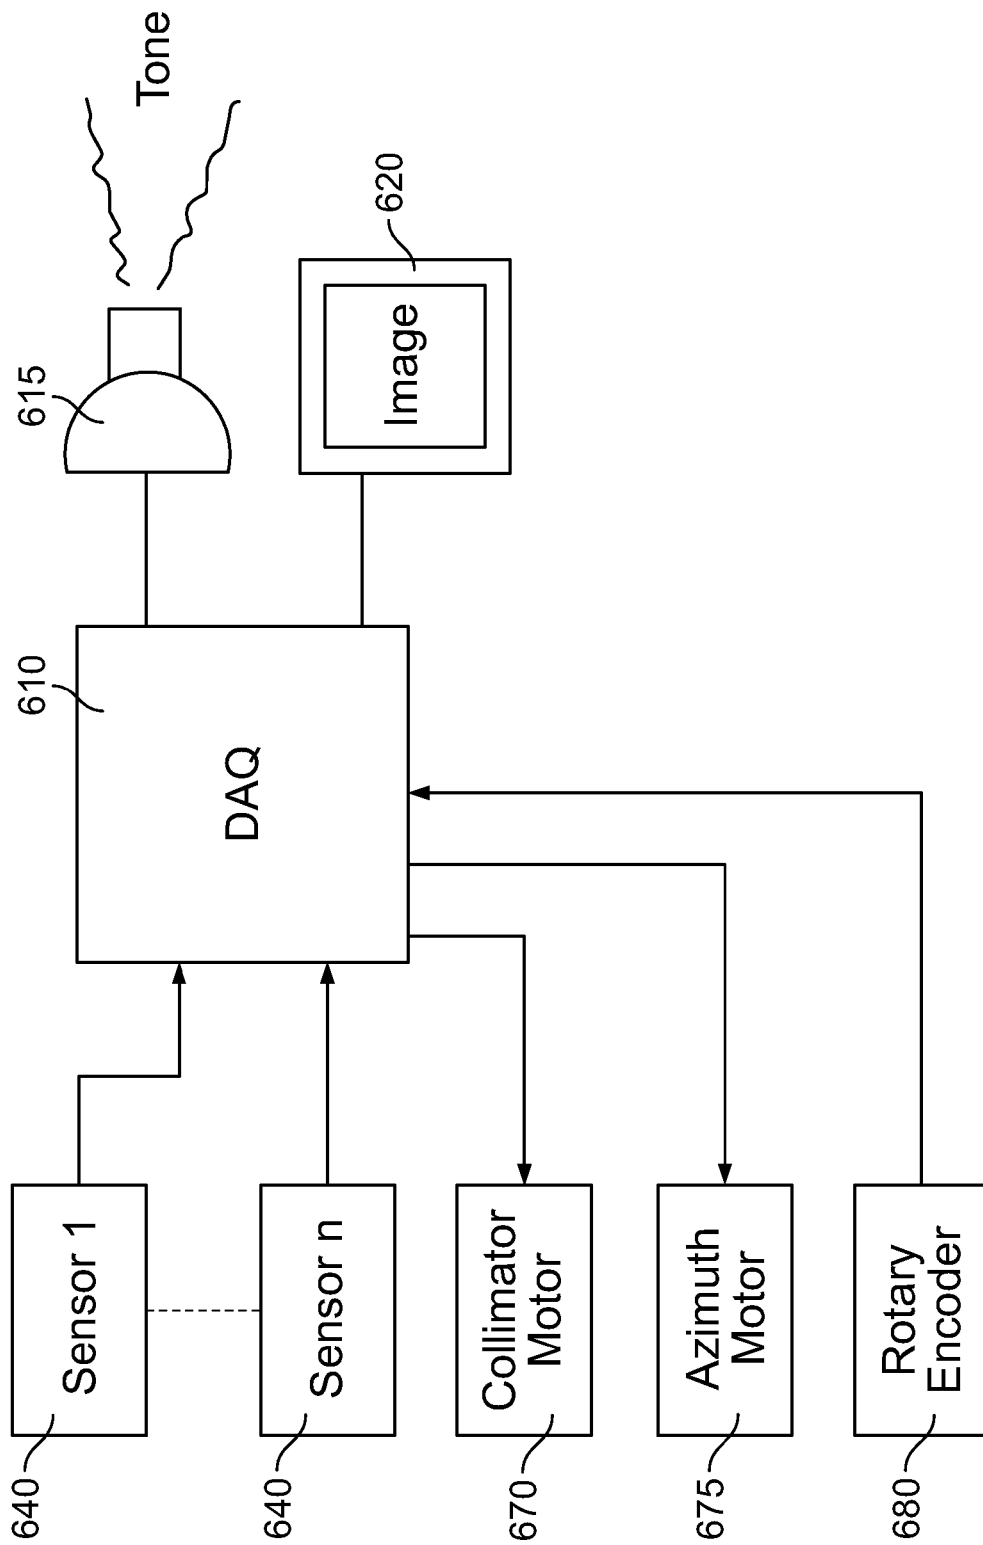 640
Sensor 1
640
Sensor n
670
Collimator
Motor
675
Azimuth
Motor
680
Rotary
Encoder
610
DAQ
615
Tone
620
Image